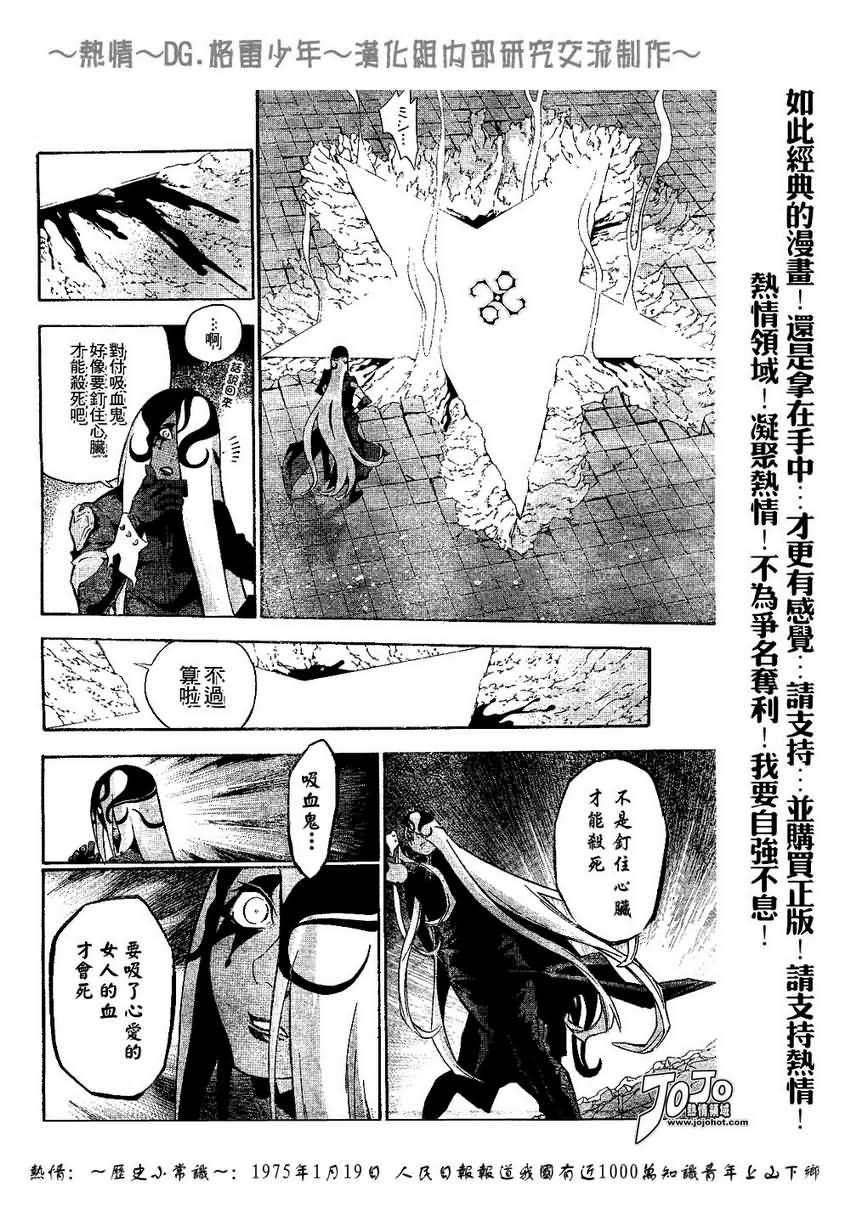 ～熱情～DG.格雷少年～漢化組內部研究交流制作～
如此經典的漫畫！還是拿在手中…才更有感覺…請支持…並購買正版！請支持熱情！
熱情領域！凝聚熱情！不為爭名奪利！我要自強不息！
…啊
話說回來
對付吸血鬼
好像要釘住心臟
才能殺死吧
不過
算啦
不是釘住心臟
才能殺死
吸血鬼…
要吸了心愛的
女人的血
才會死
JOJO
熱情領域
www.jojohot.com
熱情：～歷史小常識～：1975年1月19日 人民日報報道我國有近1000萬知識青年上山下鄉